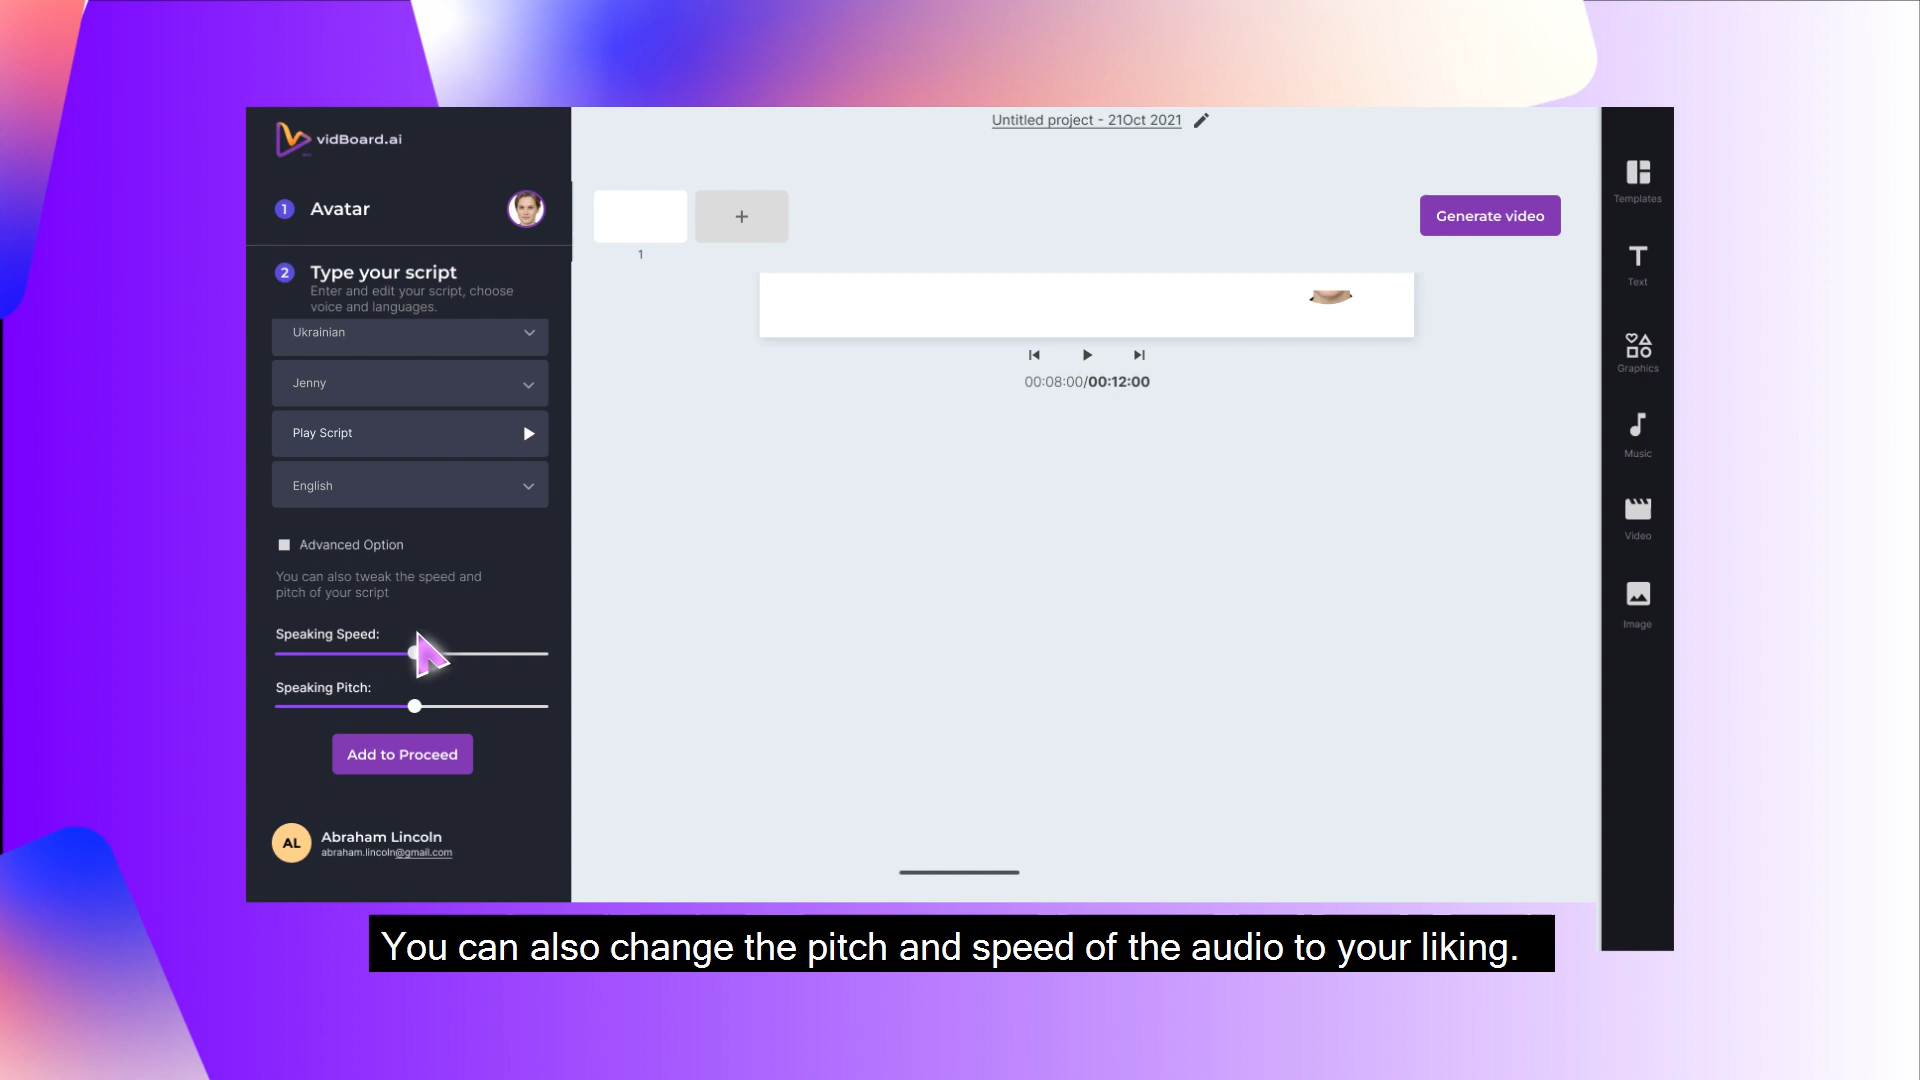 vidBoard.ai
1 Avatar
2 Type your script
Enter and edit your script, choose
voice and languages.
Ukrainian
Jenny
Play Script
English
Advanced Option
You can also tweak the speed and
pitch of your script
Speaking Speed:
Speaking Pitch:
Add to Proceed
AL
Abraham Lincoln
abraham.lincoln@gmail.com
Untitled project - 21Oct 2021
+
1
Generate video
00:08:00/00:12:00
Templates
Text
Graphics
Music
Video
Image
You can also change the pitch and speed of the audio to your liking.